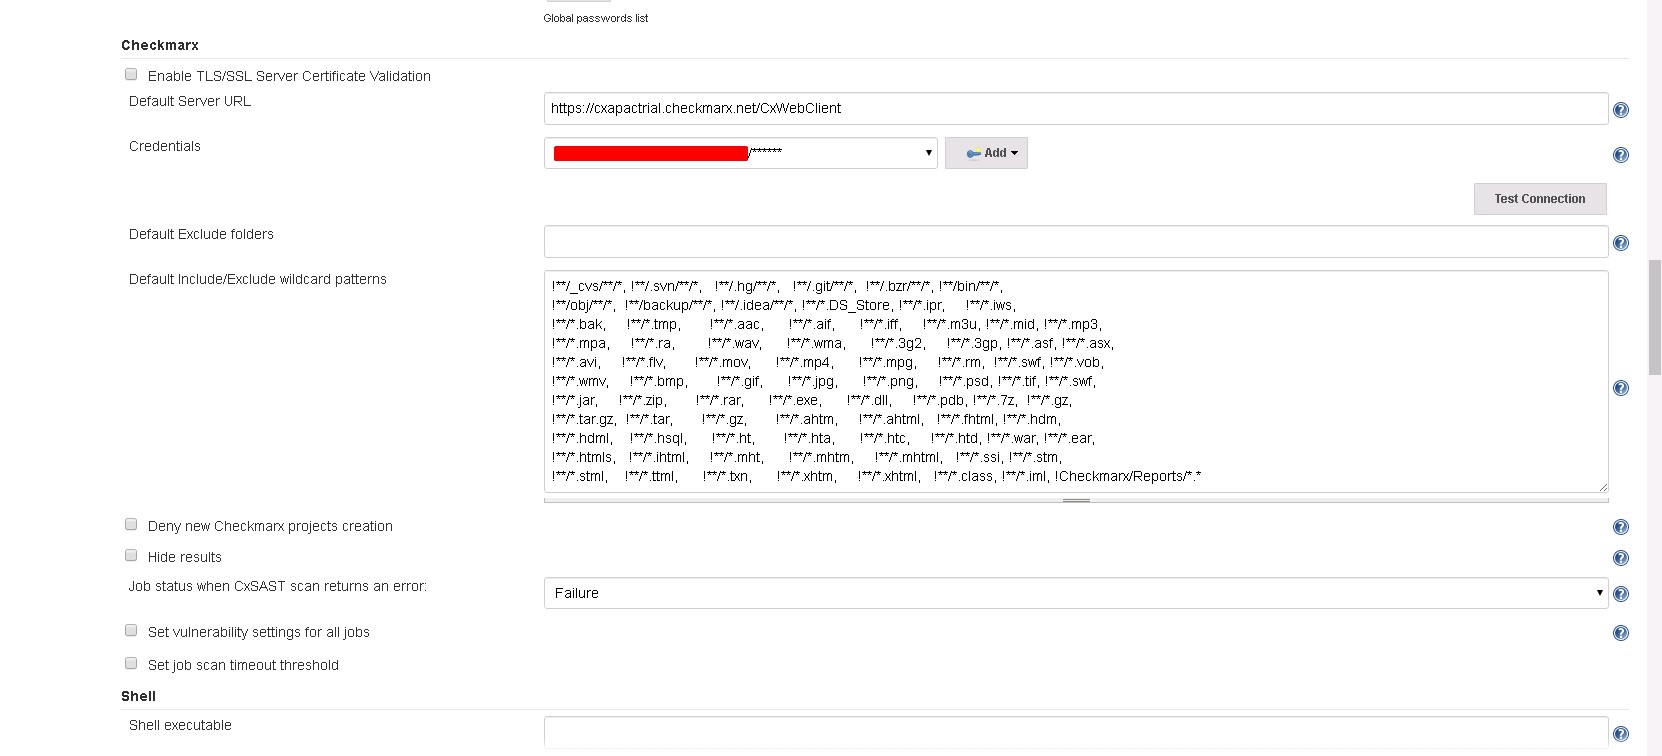 Global passwords list
Checkmarx
Enable TLS/SSL Server Certificate Validation
Default Server URL
https://cxapactrial.checkmarx.net/CxWebClient
Credentials
/******
Add
Test Connection
Default Exclude folders
Default Include/Exclude wildcard patterns
!**/_cvs/**/*, !**/.svn/**/*, !**/.hg/**/*, !**/.git/**/*, !**/.bzr/**/*, !**/bin/**/*,
!**/obj/**/*, !**/backup/**/*, !**/.idea/**/*, !**/*.DS_Store, !**/*.ipr, !**/*.iws,
!**/*.bak, !**/*.tmp, !**/*.aac, !**/*.aif, !**/*.iff, !**/*.m3u, !**/*.mid, !**/*.mp3,
!**/*.mpa, !**/*.ra, !**/*.wav, !**/*.wma, !**/*.3g2, !**/*.3gp, !**/*.asf, !**/*.asx,
!**/*.avi, !**/*.flv, !**/*.mov, !**/*.mp4, !**/*.mpg, !**/*.rm, !**/*.swf, !**/*.vob,
!**/*.wmv, !**/*.bmp, !**/*.gif, !**/*.jpg, !**/*.png, !**/*.psd, !**/*.tif, !**/*.swf,
!**/*.jar, !**/*.zip, !**/*.rar, !**/*.exe, !**/*.dll, !**/*.pdb, !**/*.7z, !**/*.gz,
!**/*.tar.gz, !**/*.tar, !**/*.gz, !**/*.ahtm, !**/*.ahtml, !**/*.fhtml, !**/*.hdm,
!**/*.hdml, !**/*.hsql, !**/*.ht, !**/*.hta, !**/*.htc, !**/*.htd, !**/*.war, !**/*.ear,
!**/*.htmls, !**/*.ihtml, !**/*.mht, !**/*.mhtm, !**/*.mhtml, !**/*.ssi, !**/*.stm,
!**/*.stml, !**/*.ttml, !**/*.txn, !**/*.xhtm, !**/*.xhtml, !**/*.class, !**/*.iml, !Checkmarx/Reports/*.*
Deny new Checkmarx projects creation
Hide results
Job status when CxSAST scan returns an error:
Failure
Set vulnerability settings for all jobs
Set job scan timeout threshold
Shell
Shell executable